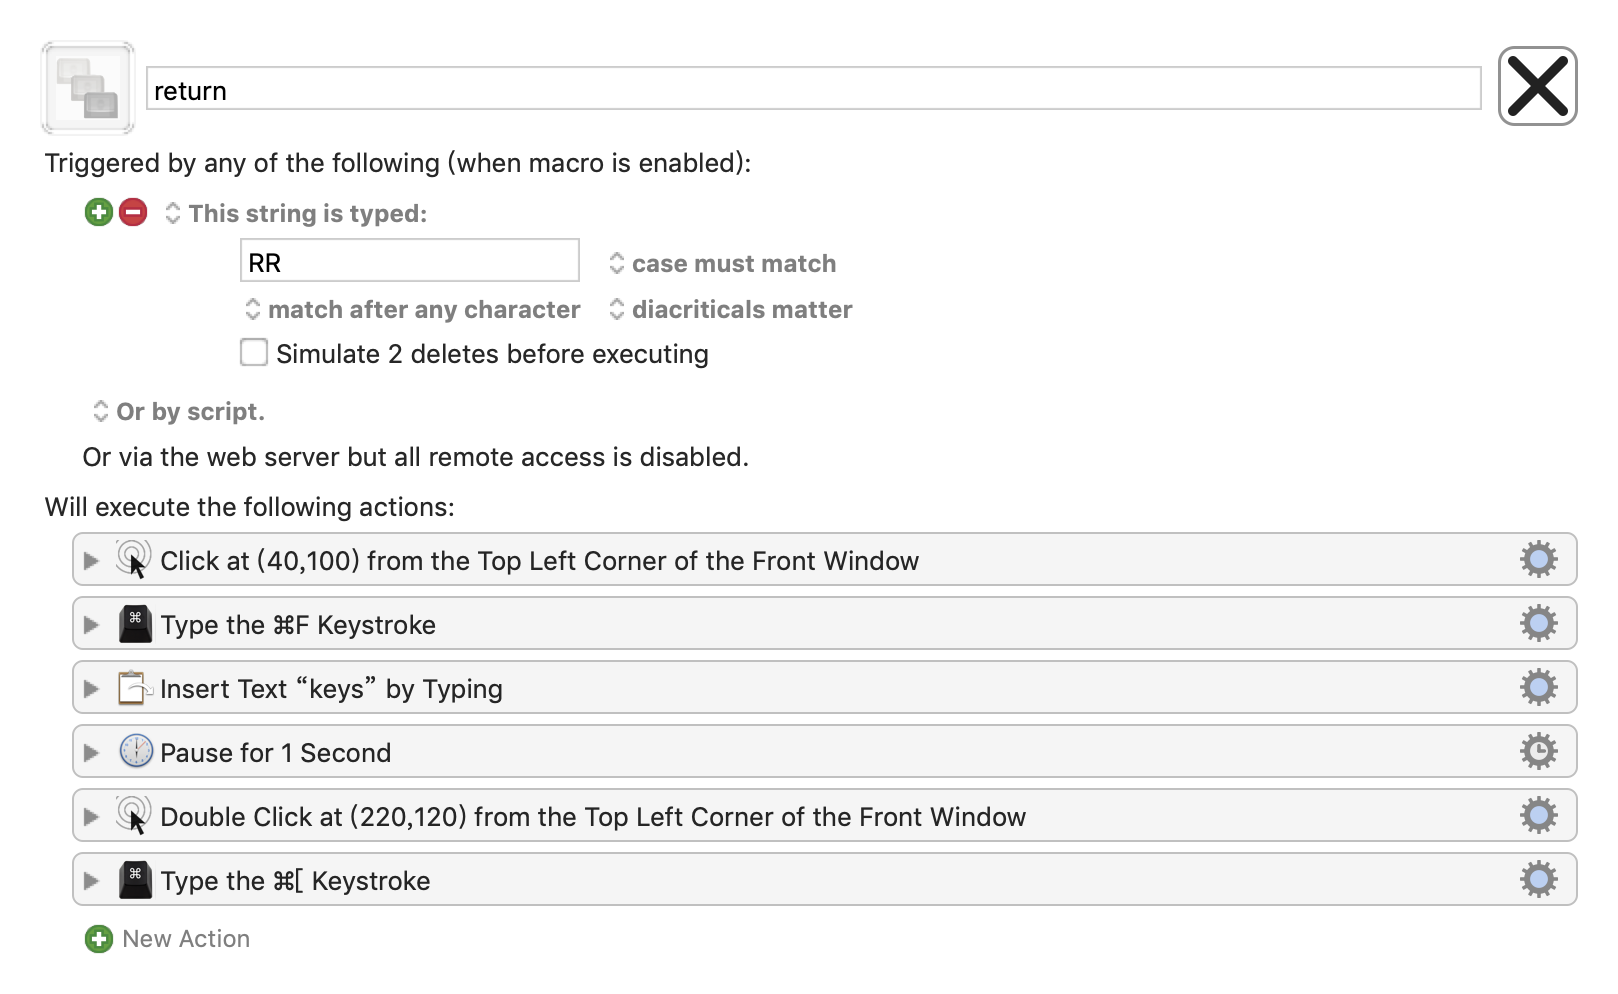 return
Triggered by any of the following (when macro is enabled):
This string is typed:
RR case must match
match after any character diacriticals matter
Simulate 2 deletes before executing
Or by script.
Or via the web server but all remote access is disabled.
Will execute the following actions:
Click at (40,100) from the Top Left Corner of the Front Window
⌘ Type the ⌘F Keystroke
Insert Text “keys” by Typing
Pause for 1 Second
Double Click at (220,120) from the Top Left Corner of the Front Window
⌘ Type the ⌘[ Keystroke
New Action